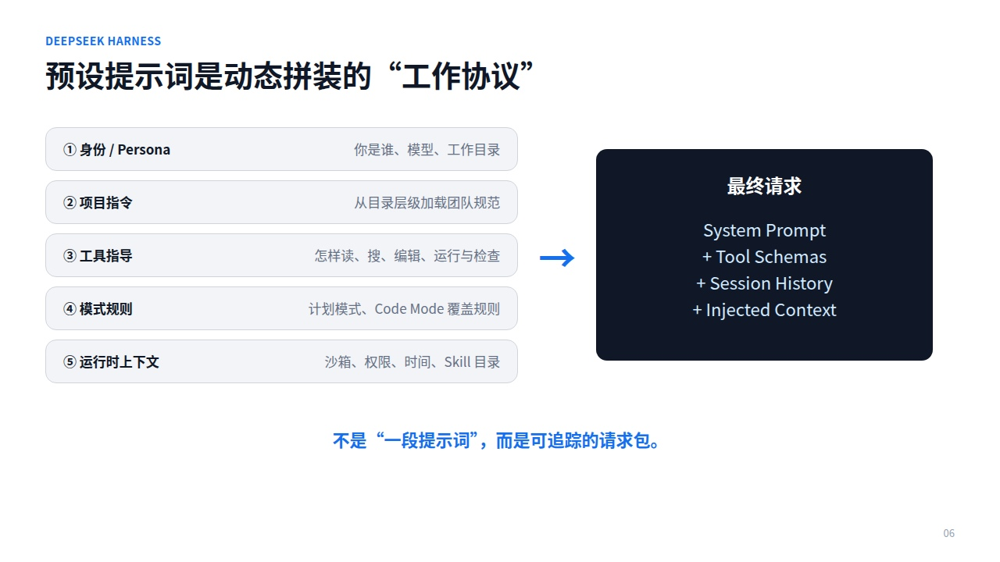 DEEPSEEK HARNESS
预设提示词是动态拼装的“工作协议”
① 身份 / Persona
你是谁、模型、工作目录
② 项目指令
从目录层级加载团队规范
③ 工具指导
怎样读、搜、编辑、运行与检查
④ 模式规则
计划模式、Code Mode 覆盖规则
⑤ 运行时上下文
沙箱、权限、时间、Skill 目录
→
最终请求
System Prompt
+ Tool Schemas
+ Session History
+ Injected Context
不是“一段提示词”，而是可追踪的请求包。
06